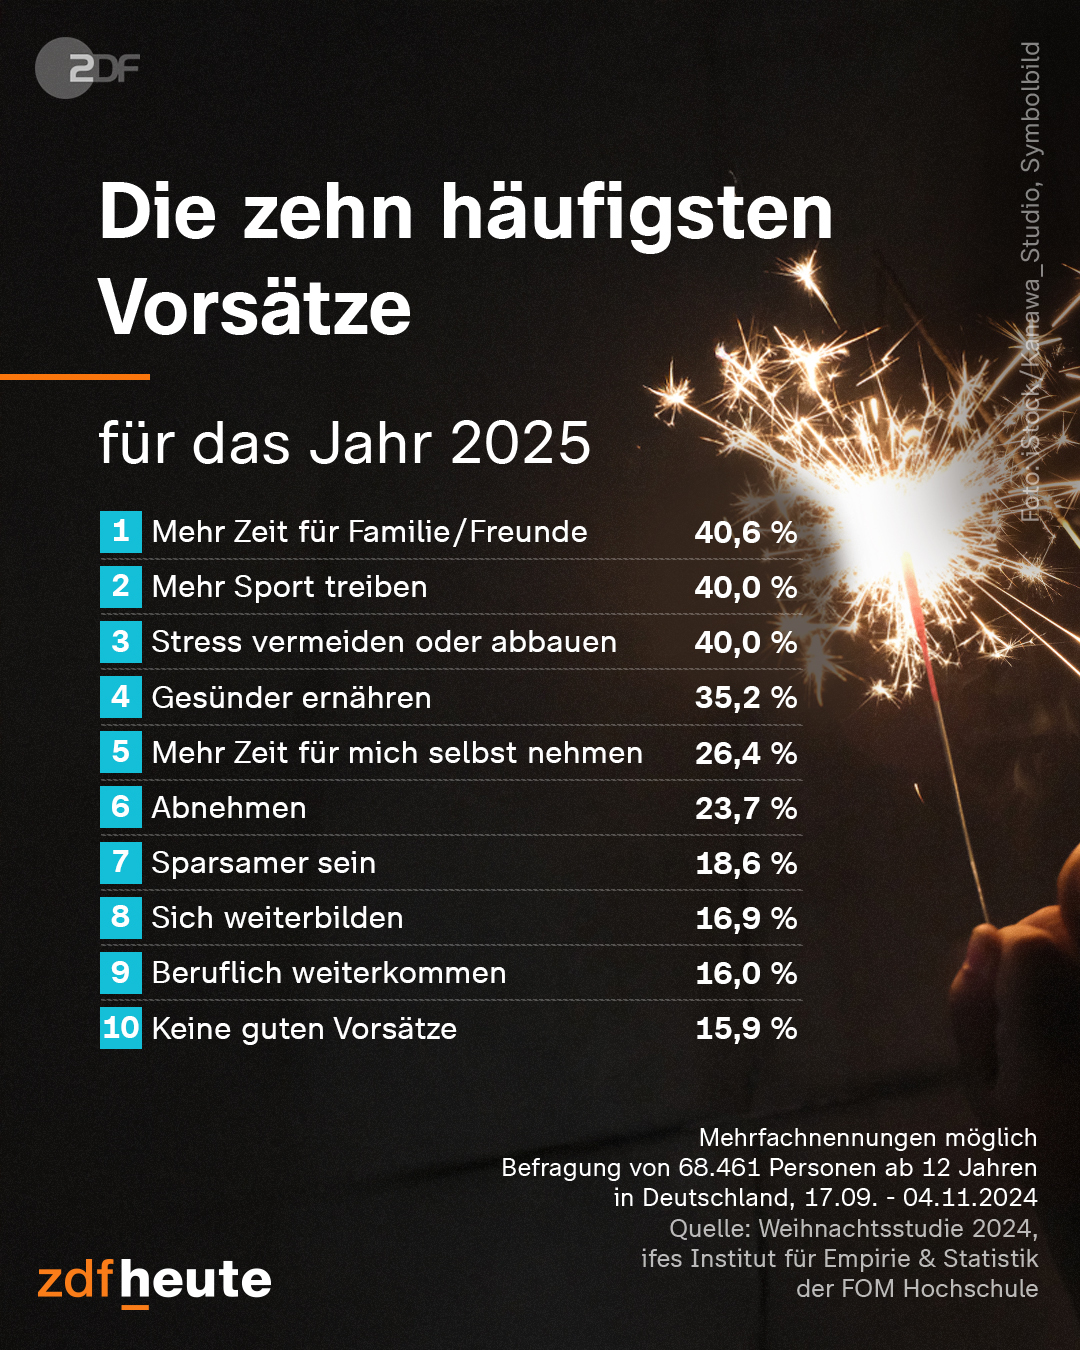 ZDF
Foto: iStock/Kanawa_Studio, Symbolbild
Die zehn häufigsten
Vorsätze
für das Jahr 2025
1 Mehr Zeit für Familie/Freunde 40,6 %
2 Mehr Sport treiben 40,0 %
3 Stress vermeiden oder abbauen 40,0 %
4 Gesünder ernähren 35,2 %
5 Mehr Zeit für mich selbst nehmen 26,4 %
6 Abnehmen 23,7 %
7 Sparsamer sein 18,6 %
8 Sich weiterbilden 16,9 %
9 Beruflich weiterkommen 16,0 %
10 Keine guten Vorsätze 15,9 %
Mehrfachnennungen möglich
Befragung von 68.461 Personen ab 12 Jahren
in Deutschland, 17.09. - 04.11.2024
Quelle: Weihnachtsstudie 2024,
ifes Institut für Empirie & Statistik
der FOM Hochschule
zdfheute